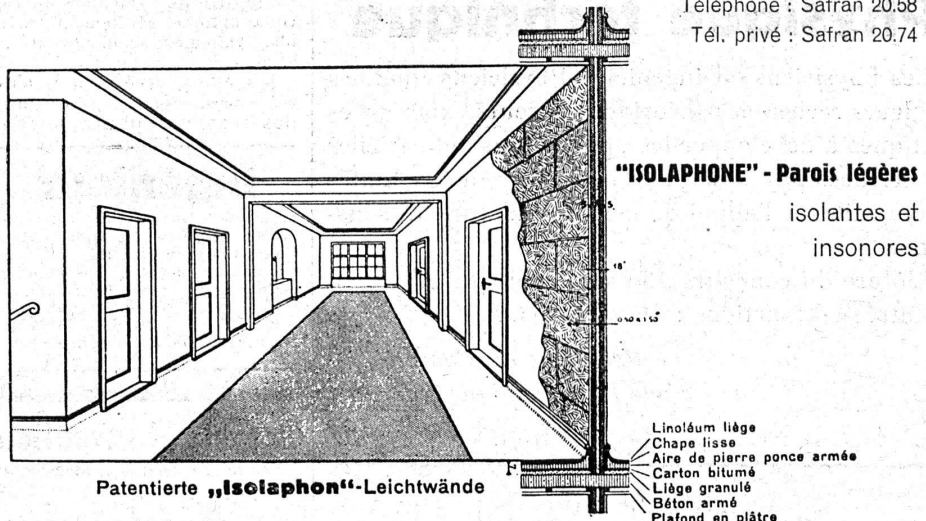 Téléphone : Safran 20.58
Tél. privé : Safran 20.74
"ISOLAPHONE" - Parois légères
isolantes et
insonores
18
Linoléum liège
Chape lisse
Aire de pierre ponce armée
Carton bitumé
Liège granulé
Béton armé
Plafond en plâtre
Patentierte „Isolaphon“-Leichtwände